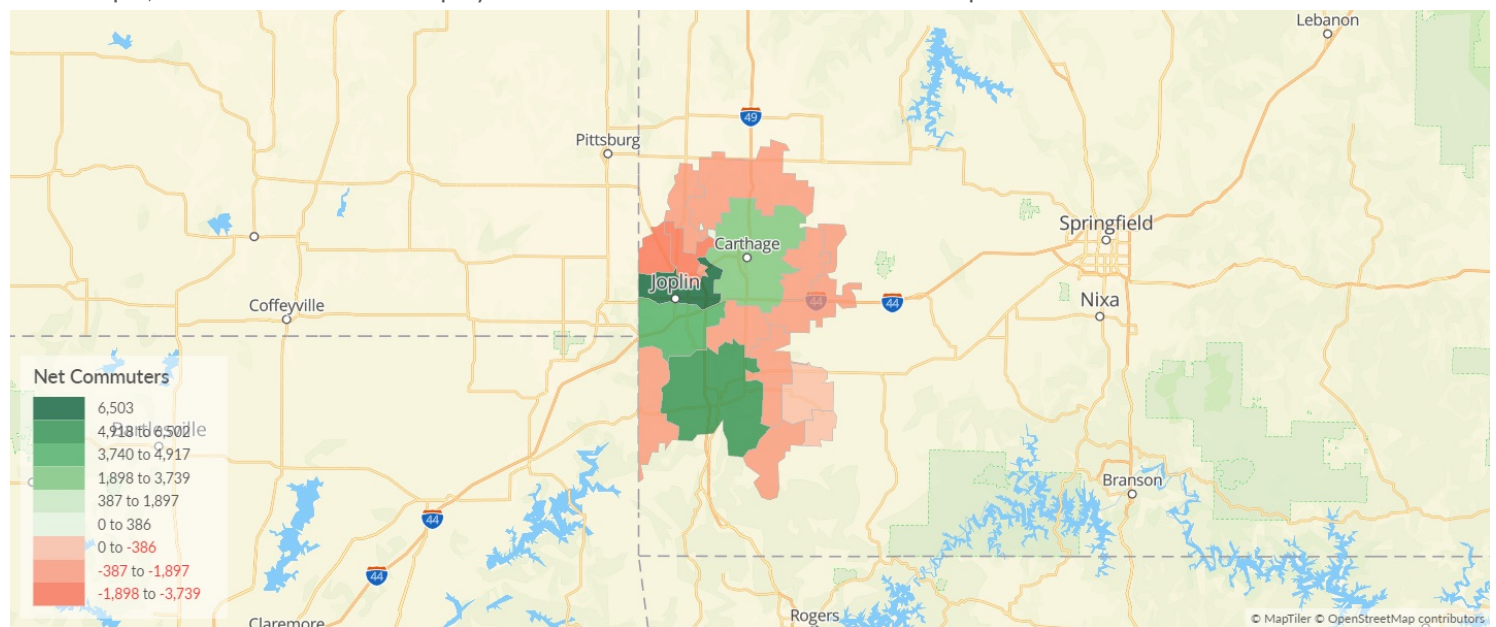 Lebanon
49
Pittsburg
Springfield
Carthage
Joplin
44
44
Coffeyville
Nixa
Net Commuters
6,503
4,918 to 6,502
Bartlesville
3,740 to 4,917
1,898 to 3,739
387 to 1,897
0 to 386
0 to -386
-387 to -1,897
-1,898 to -3,739
Branson
44
44
Claremore
Rogers
© MapTiler © OpenStreetMap contributors